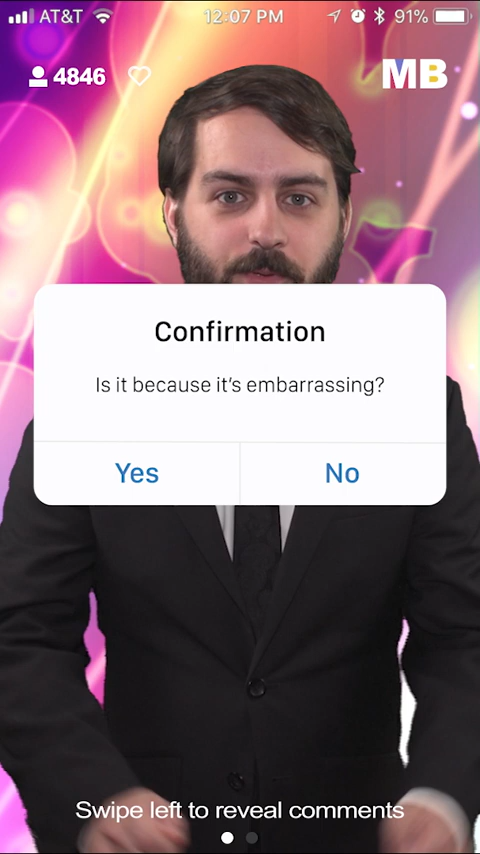 AT&T 12:07 PM 91%
4846 MB
Confirmation
Is it because it's embarrassing?
Yes No
Swipe left to reveal comments